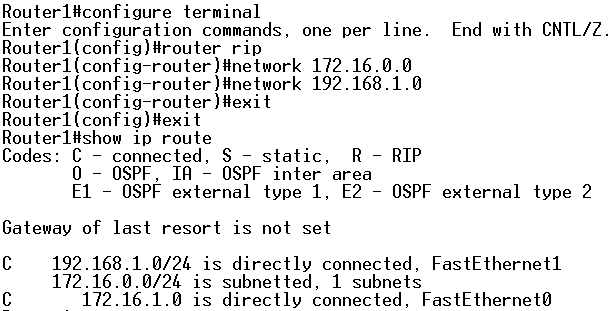 Router1#configure terminal
Enter configuration commands, one per line.  End with CNTL/Z.
Router1(config)#router rip
Router1(config-router)#network 172.16.0.0
Router1(config-router)#network 192.168.1.0
Router1(config-router)#exit
Router1(config)#exit
Router1#show ip route
Codes: C - connected, S - static,  R - RIP
       O - OSPF, IA - OSPF inter area
       E1 - OSPF external type 1, E2 - OSPF external type 2
Gateway of last resort is not set
C    192.168.1.0/24 is directly connected, FastEthernet1
     172.16.0.0/24 is subnetted, 1 subnets
C       172.16.1.0 is directly connected, FastEthernet0